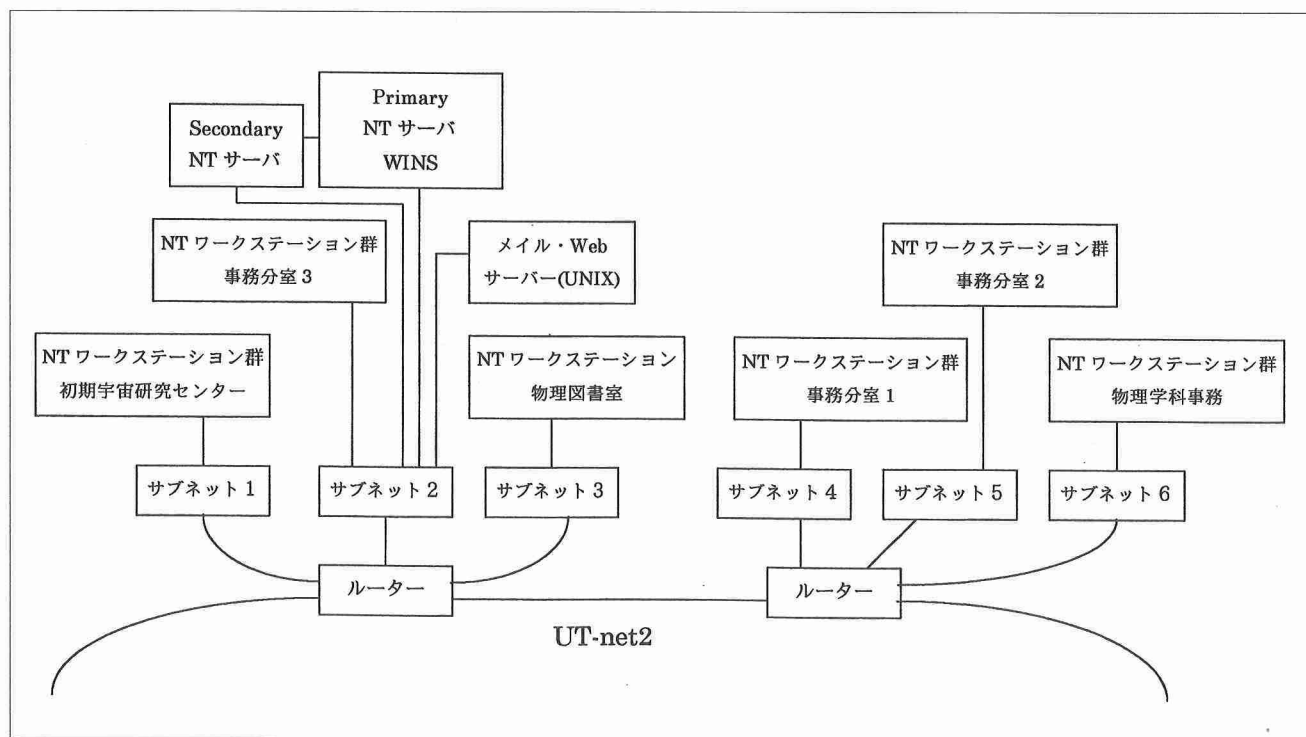 Primary
NT サーバ
WINS
Secondary
NT サーバ
NT ワークステーション群
事務分室 3
メイル・Web
サーバー(UNIX)
NT ワークステーション群
事務分室 2
NT ワークステーション群
初期宇宙研究センター
NT ワークステーション
物理図書室
NT ワークステーション群
事務分室 1
NT ワークステーション群
物理学科事務
サブネット 1
サブネット 2
サブネット 3
サブネット 4
サブネット 5
サブネット 6
ルーター
ルーター
UT-net2